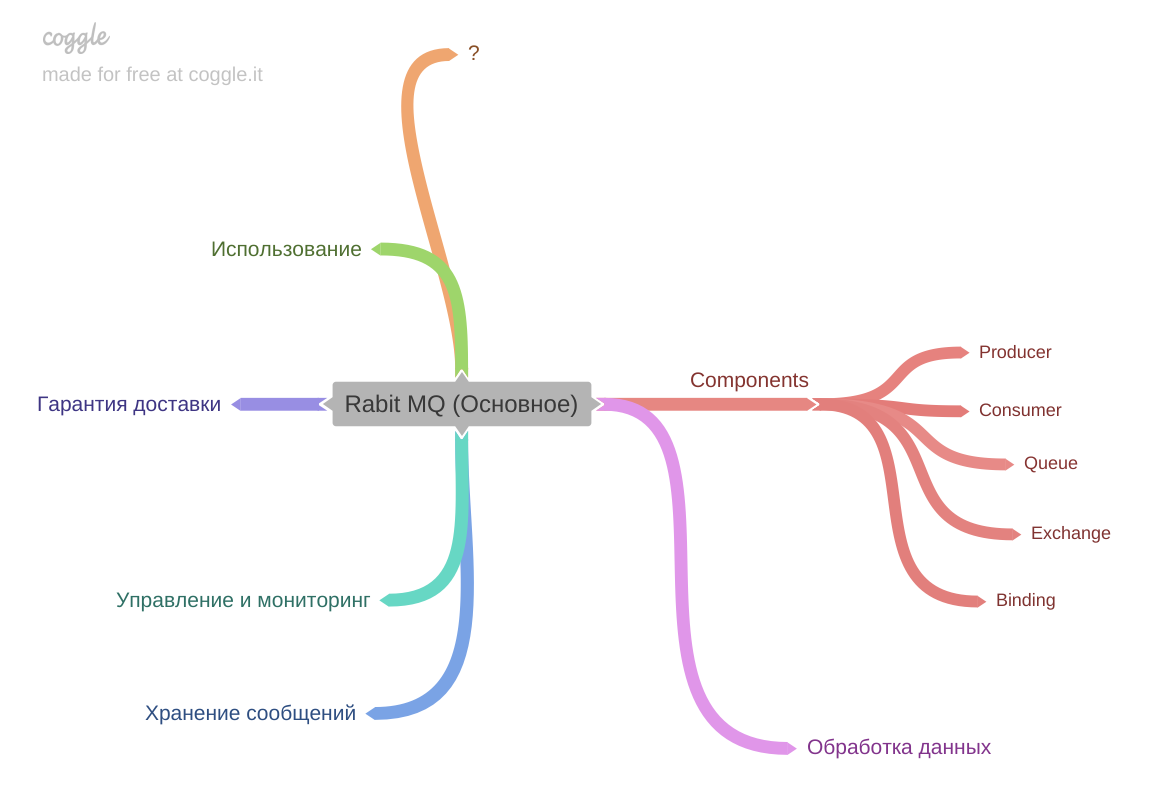 coggle
made for free at coggle.it
?
Использование
Гарантия доставки
Rabit MQ (Основное)
Components
Producer
Consumer
Queue
Exchange
Binding
Управление и мониторинг
Хранение сообщений
Обработка данных